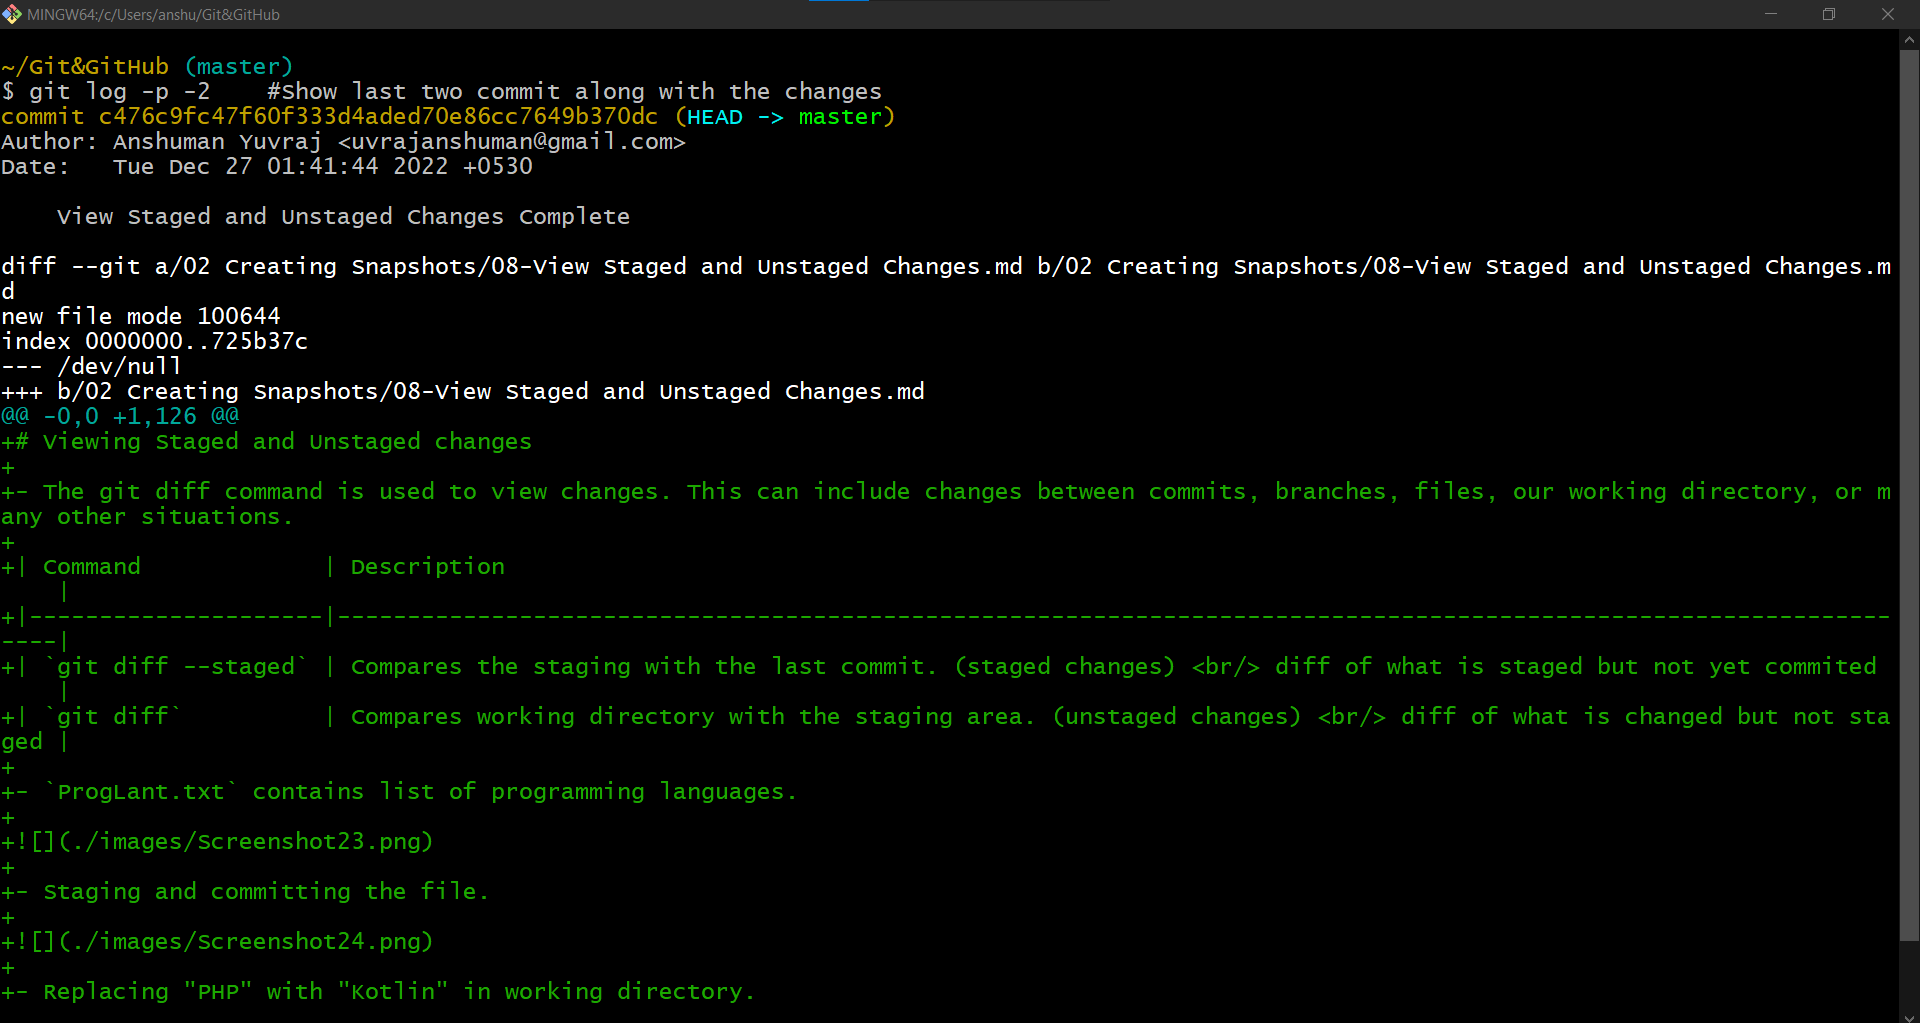 MINGW64:/c/Users/anshu/Git&GitHub
~/Git&GitHub (master)
$ git log -p -2    #Show last two commit along with the changes
commit c476c9fc47f60f333d4aded70e86cc7649b370dc (HEAD -> master)
Author: Anshuman Yuvraj <uvrajanshuman@gmail.com>
Date:   Tue Dec 27 01:41:44 2022 +0530
    View Staged and Unstaged Changes Complete
diff --git a/02 Creating Snapshots/08-View Staged and Unstaged Changes.md b/02 Creating Snapshots/08-View Staged and Unstaged Changes.m
d
new file mode 100644
index 0000000..725b37c
--- /dev/null
+++ b/02 Creating Snapshots/08-View Staged and Unstaged Changes.md
@@ -0,0 +1,126 @@
+# Viewing Staged and Unstaged changes
+
+- The git diff command is used to view changes. This can include changes between commits, branches, files, our working directory, or m
any other situations.
+
+| Command             | Description
    |
+|---------------------|---------------------------------------------------------------------------------------------------------------
----|
+| `git diff --staged` | Compares the staging with the last commit. (staged changes) <br/> diff of what is staged but not yet commited
    |
+| `git diff`          | Compares working directory with the staging area. (unstaged changes) <br/> diff of what is changed but not sta
ged |
+
+- `ProgLant.txt` contains list of programming languages.
+
+![](./images/Screenshot23.png)
+
+- Staging and committing the file.
+
+![](./images/Screenshot24.png)
+
+- Replacing "PHP" with "Kotlin" in working directory.